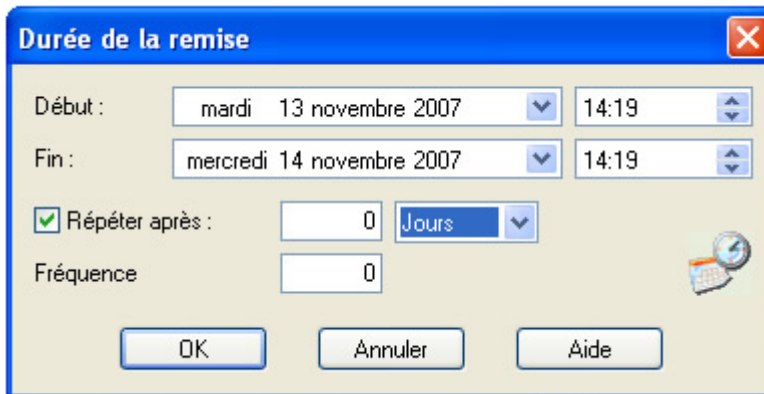 Durée de la remise
Début : mardi 13 novembre 2007 14:19
Fin : mercredi 14 novembre 2007 14:19
Répéter après : 0 Jours
Fréquence 0
OK Annuler Aide